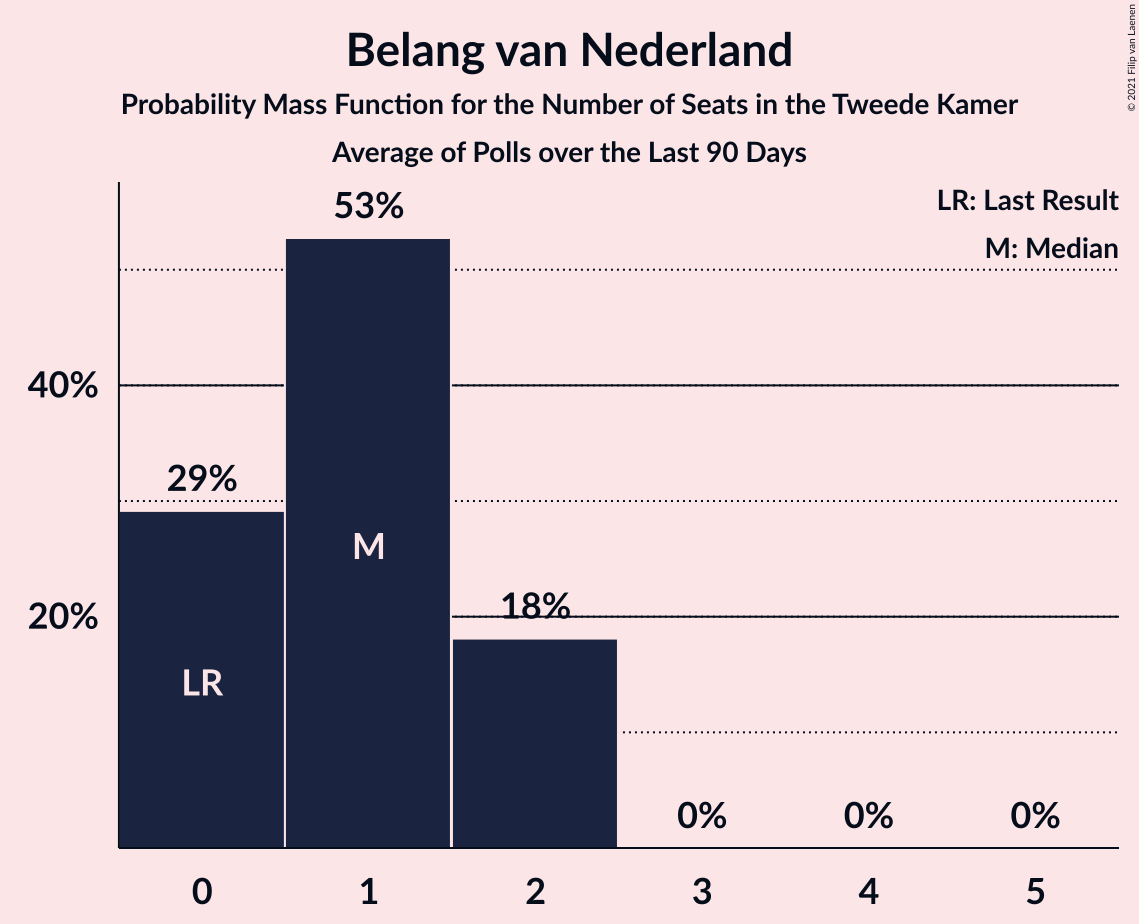 Belang van Nederland
Probability Mass Function for the Number of Seats in the Tweede Kamer
Average of Polls over the Last 90 Days
© 2021 Filip van Laenen
LR: Last Result
M: Median
53%
40%
29%
M
20%
18%
LR
0%
0%
0%
0
1
2
3
4
5